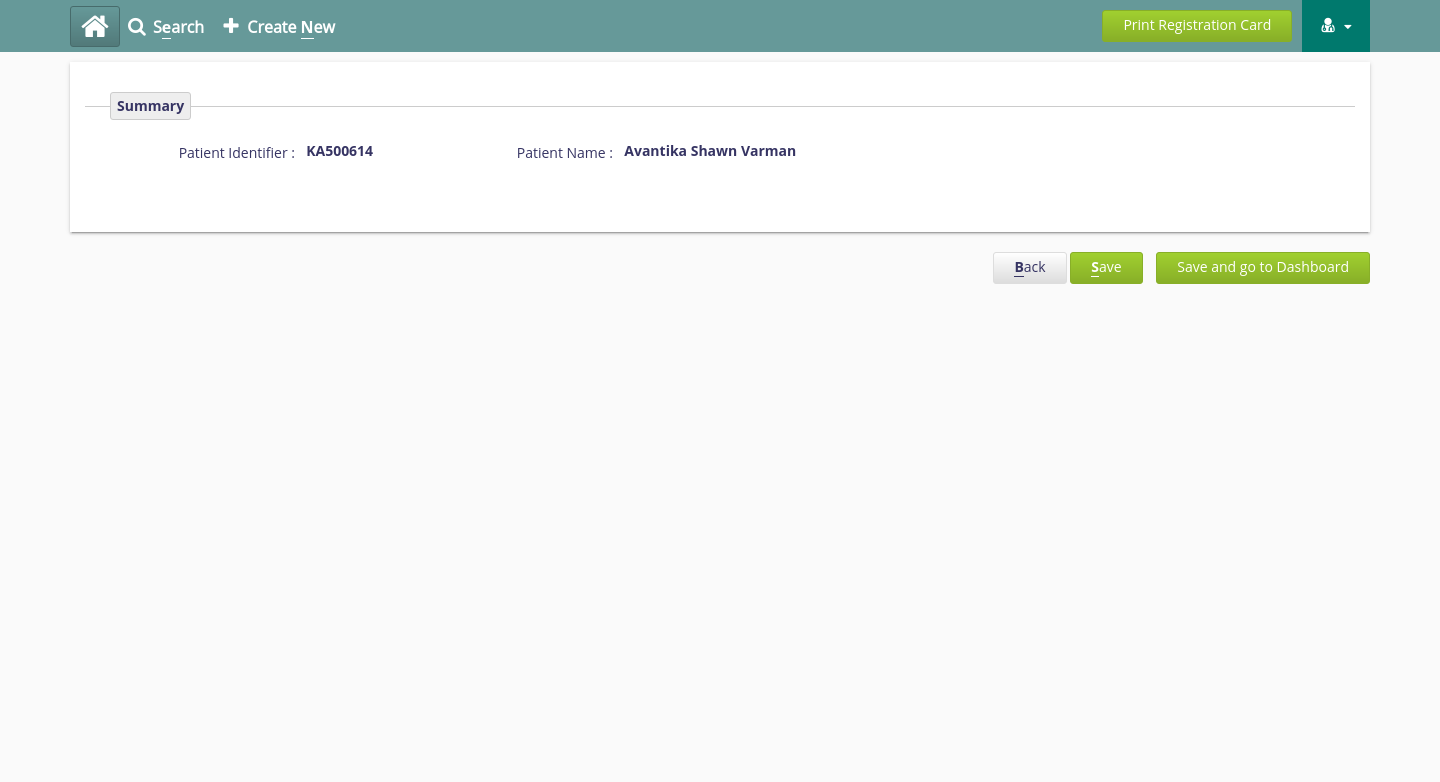 Search Create New Print Registration Card
Summary
Patient Identifier : KA500614 Patient Name : Avantika Shawn Varman
Back Save Save and go to Dashboard